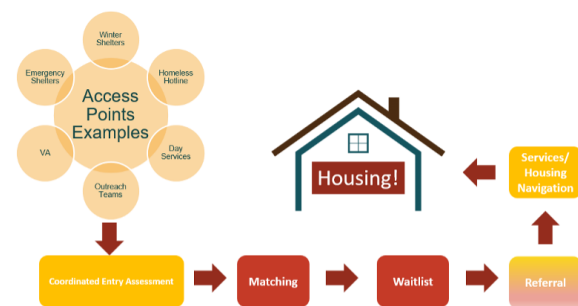 Winter
Shelters
Emergency
Shelters
Homeless
Hotline
Access
Points
Examples
VA
Day
Services
Outreach
Teams
Housing!
Services/
Housing
Navigation
Coordinated Entry Assessment
Matching
Waitlist
Referral